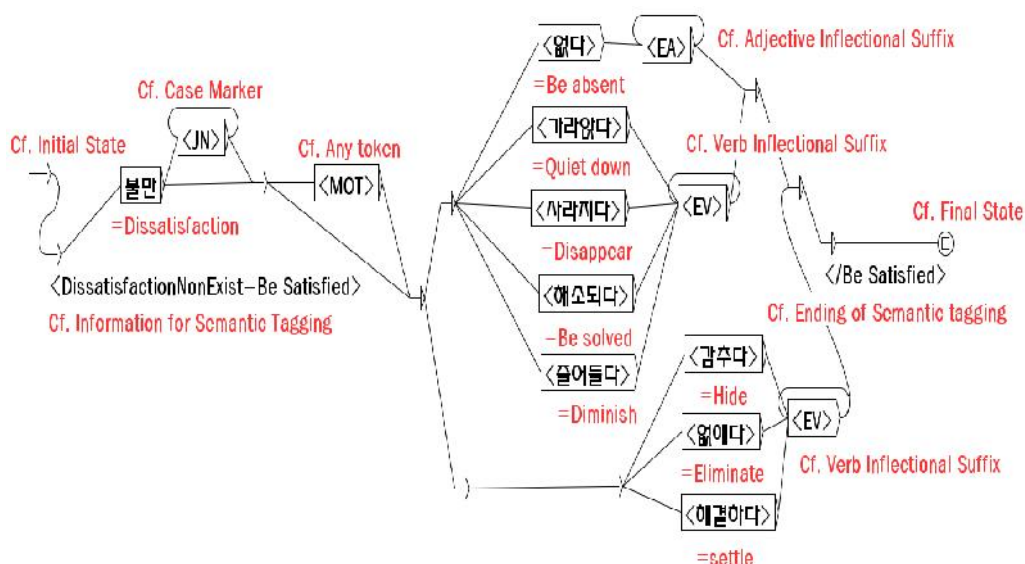 <없다>
<EA>
Cf. Adjective Inflectional Suffix
=Be absent
Cf. Case Marker
<JN>
<가라앉다>
Cf. Initial State
Cf. Any token
Cf. Verb Inflectional Suffix
불만
<MOT>
=Quiet down
<EV>
<사라지다>
Cf. Final State
=Dissatisfaction
=Disappear
<DissatisfactionNonExist-Be Satisfied>
</Be Satisfied>
<해소되다>
Cf. Information for Semantic Tagging
Cf. Ending of Semantic tagging
=Be solved
<줄어들다>
<감추다>
=Diminish
=Hide
<EV>
<없애다>
=Eliminate
Cf. Verb Inflectional Suffix
<해결하다>
=settle